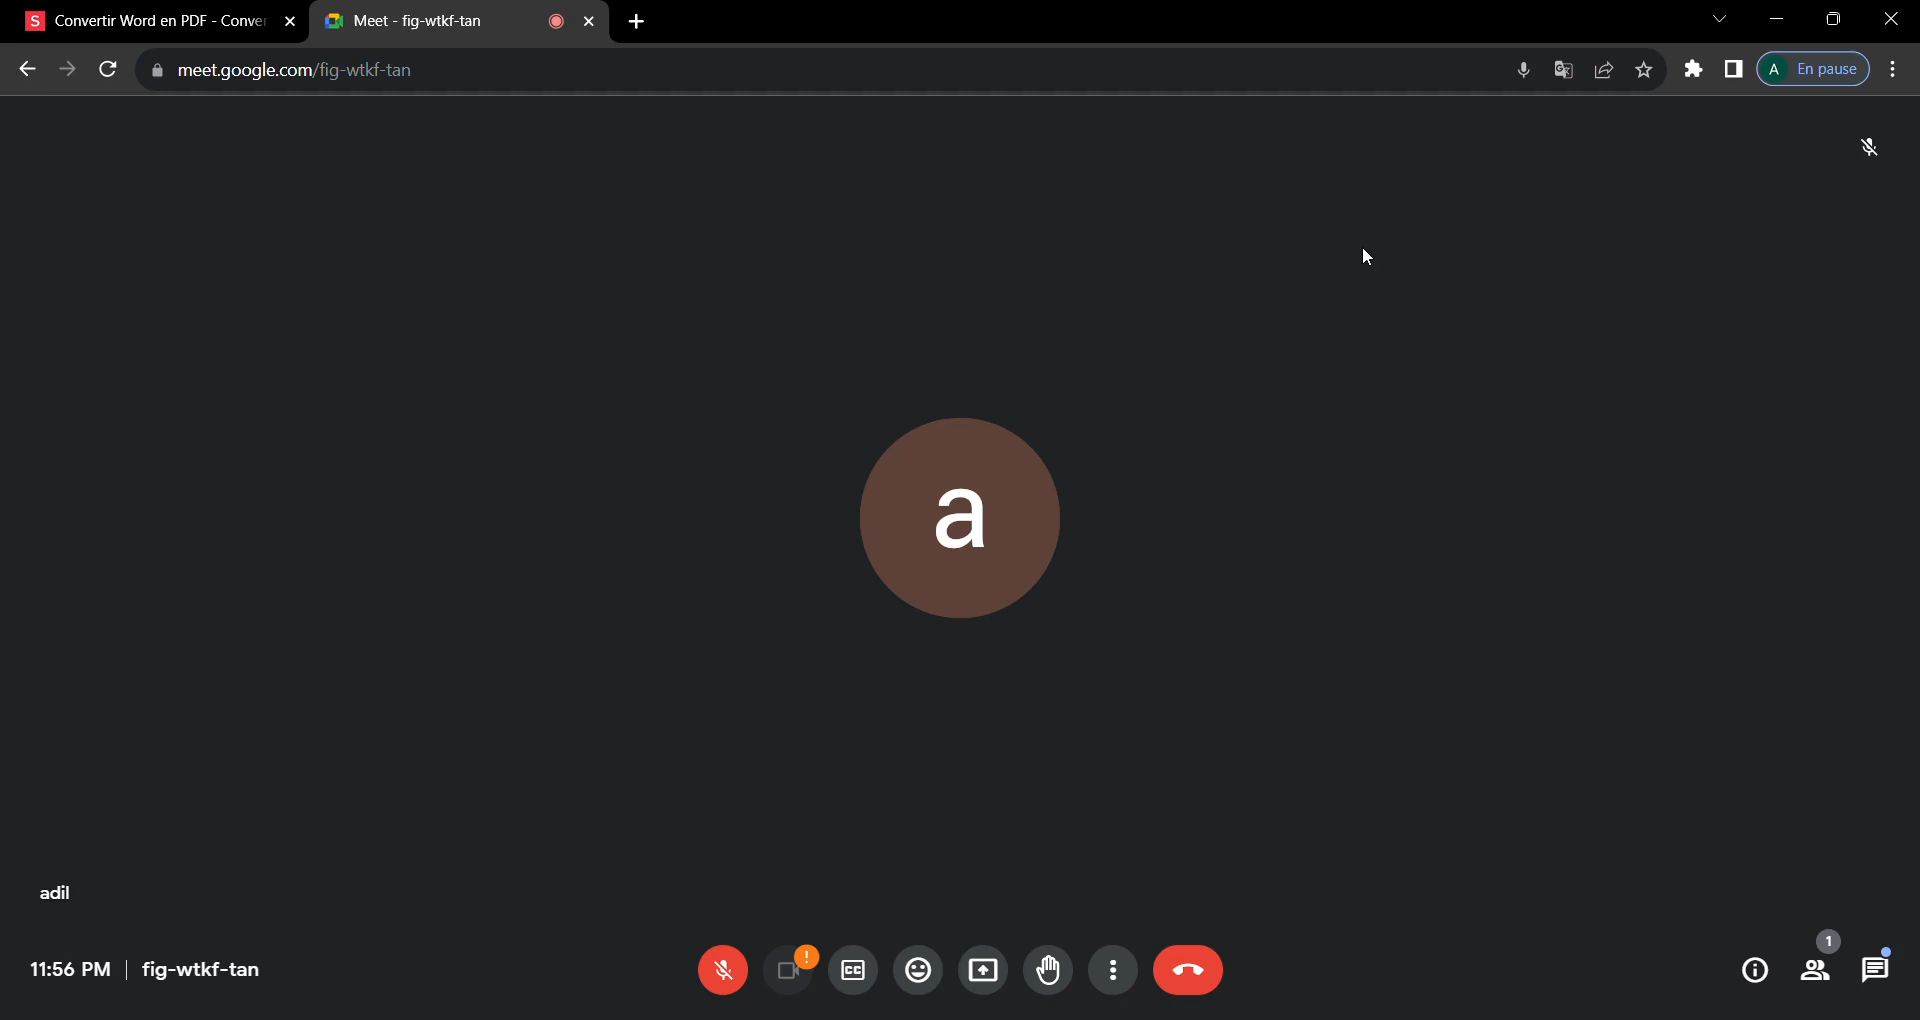 S Convertir Word en PDF - Conver
Meet - fig-wtkf-tan
meet.google.com/fig-wtkf-tan
A En pause
a
adil
11:56 PM | fig-wtkf-tan
!
CC
1